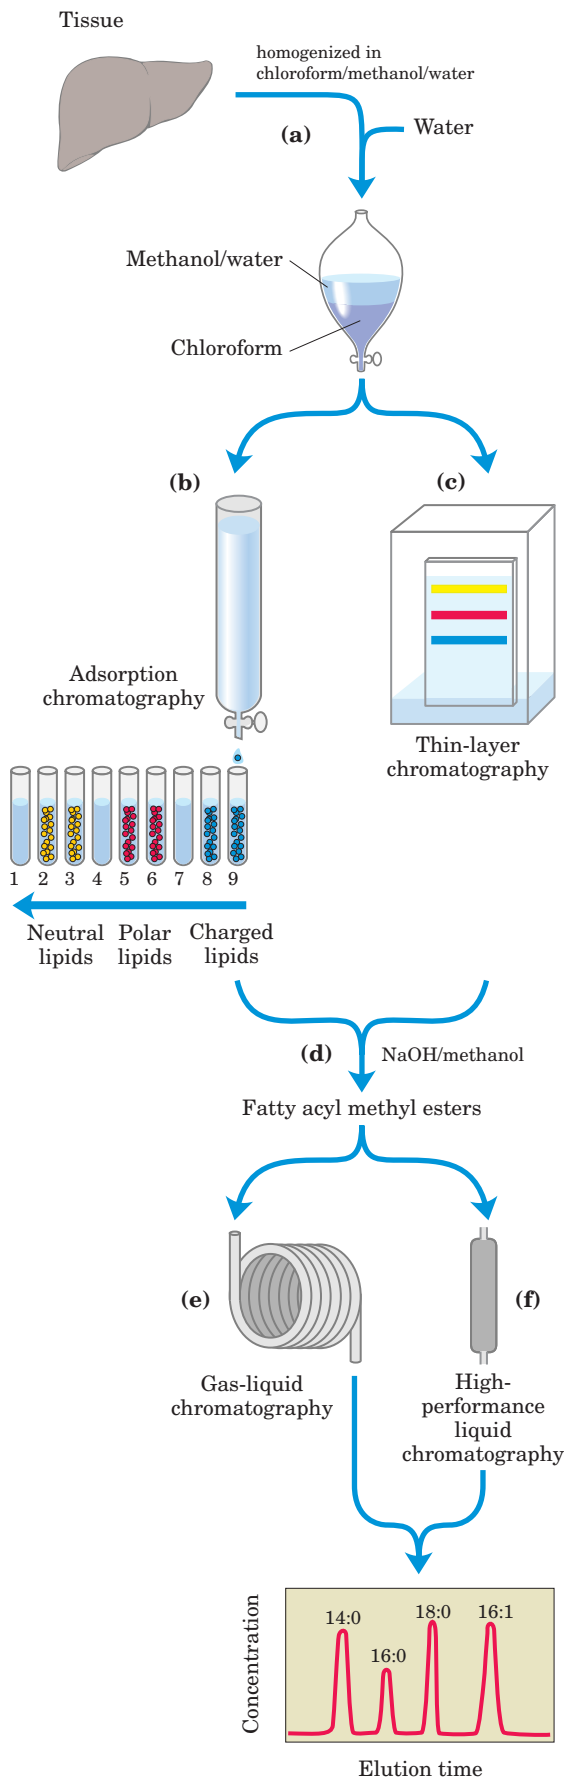 Tissue
homogenized in
chloroform/methanol/water
(a)
Water
Methanol/water
Chloroform
(b)
(c)
Adsorption
chromatography
Thin-layer
chromatography
1 2 3 4 5 6 7 8 9
Neutral
lipids
Polar
lipids
Charged
lipids
(d)
NaOH/methanol
Fatty acyl methyl esters
(e)
(f)
Gas-liquid
chromatography
High-
performance
liquid
chromatography
Concentration
14:0
16:0
18:0
16:1
Elution time